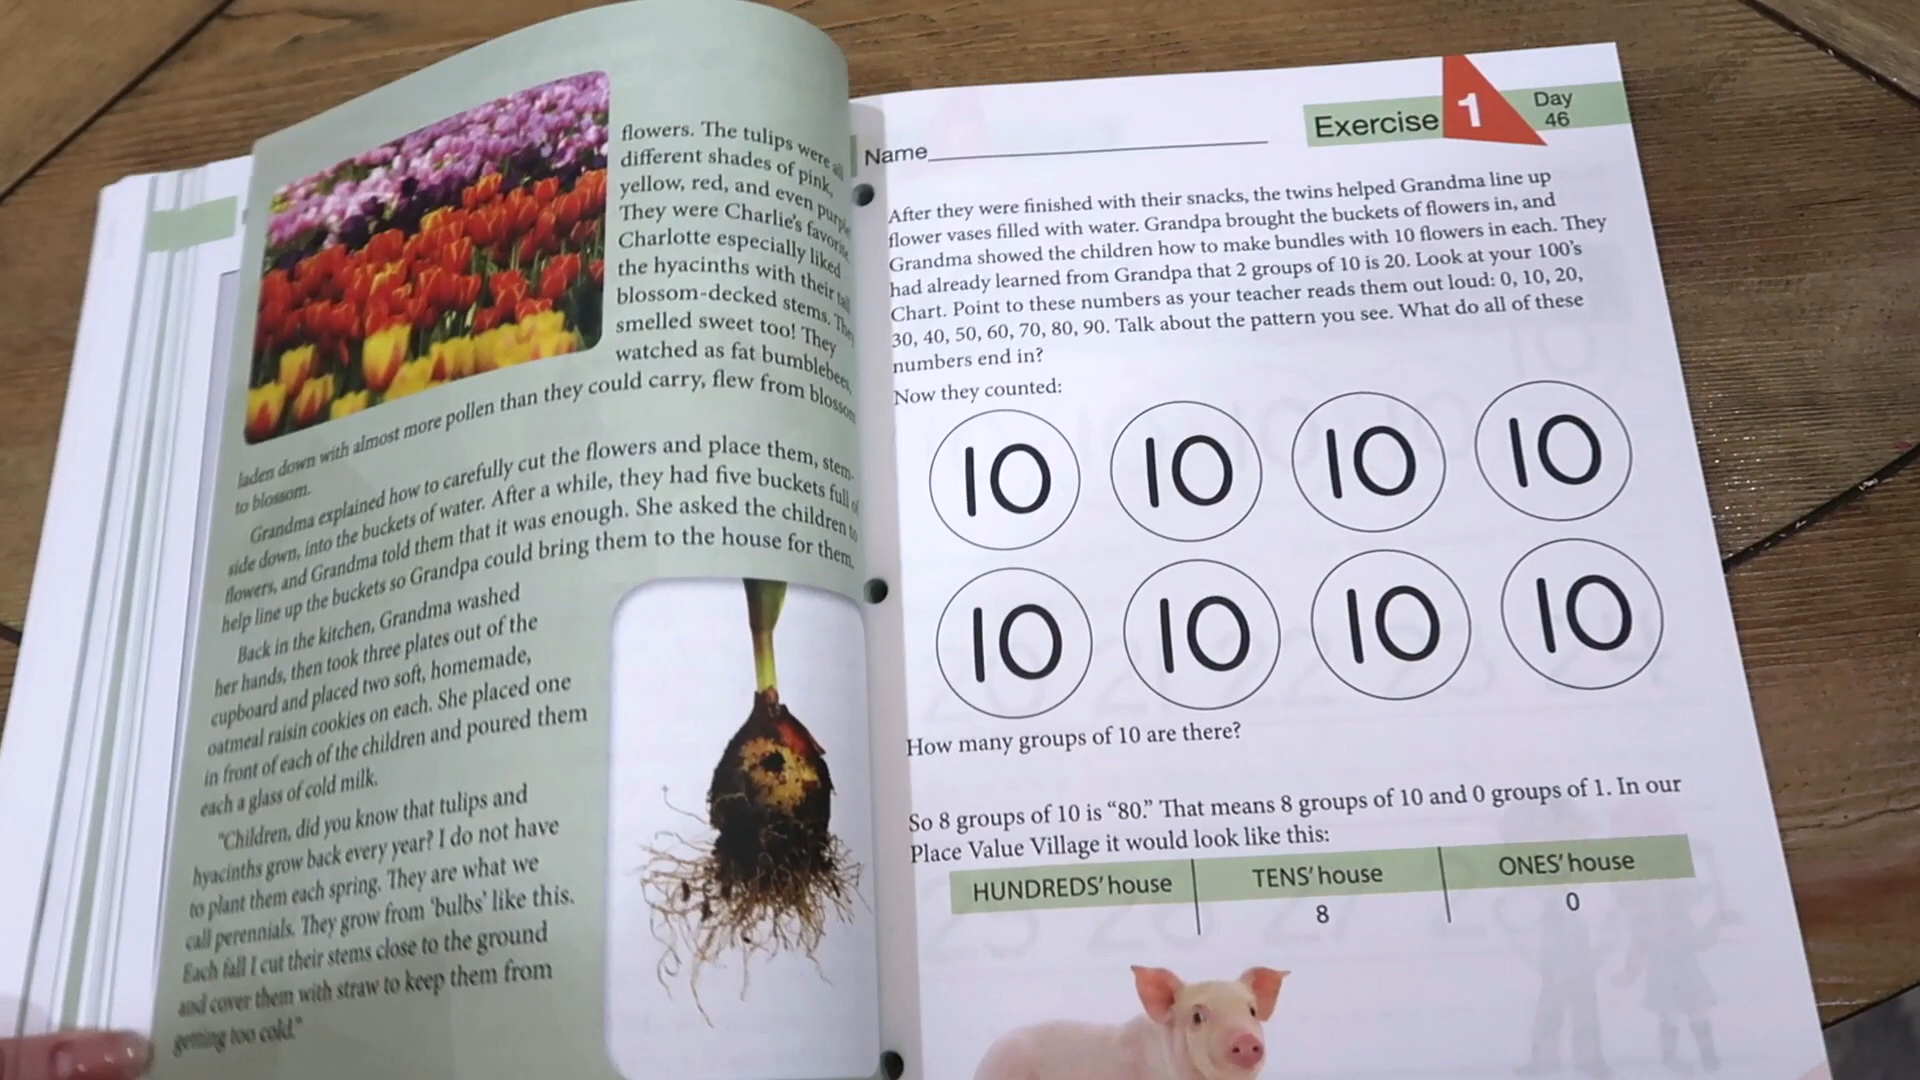 flowers. The tulips were all
different shades of pink,
yellow, red, and even purple.
They were Charlie's favorite.
Charlotte especially liked
the hyacinths with their tall
blossom-decked stems. They
smelled sweet too! They
watched as fat bumblebees,
laden down with almost more pollen than they could carry, flew from blossom
to blossom.
Grandma explained how to carefully cut the flowers and place them, stem-
side down, into the buckets of water. After a while, they had five buckets full of
flowers, and Grandma told them that it was enough. She asked the children to
help line up the buckets so Grandpa could bring them to the house for them.
Back in the kitchen, Grandma washed
her hands, then took three plates out of the
cupboard and placed two soft, homemade,
oatmeal raisin cookies on each. She placed one
in front of each of the children and poured them
each a glass of cold milk.
"Children, did you know that tulips and
hyacinths grow back every year? I do not have
to plant them each spring. They are what we
call perennials. They grow from 'bulbs' like this.
Each fall I cut their stems close to the ground
and cover them with straw to keep them from
getting too cold."
Name
Exercise 1 Day
46
After they were finished with their snacks, the twins helped Grandma line up
flower vases filled with water. Grandpa brought the buckets of flowers in, and
Grandma showed the children how to make bundles with 10 flowers in each. They
had already learned from Grandpa that 2 groups of 10 is 20. Look at your 100's
Chart. Point to these numbers as your teacher reads them out loud: 0, 10, 20,
30, 40, 50, 60, 70, 80, 90. Talk about the pattern you see. What do all of these
numbers end in?
Now they counted:
10 10 10 10
10 10 10 10
How many groups of 10 are there?
So 8 groups of 10 is "80." That means 8 groups of 10 and 0 groups of 1. In our
Place Value Village it would look like this:
HUNDREDS' house TENS' house ONES' house
8 0